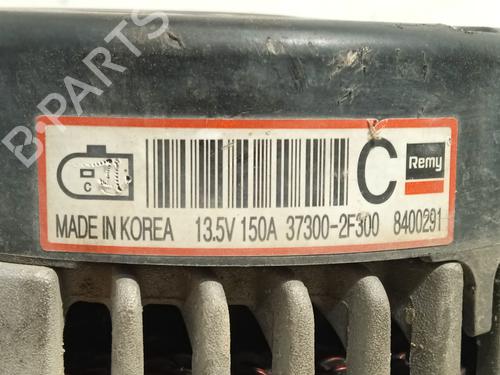 B-PARTS
C
C
Remy
MADE IN KOREA 13.5V 150A 37300-2F300 8400291